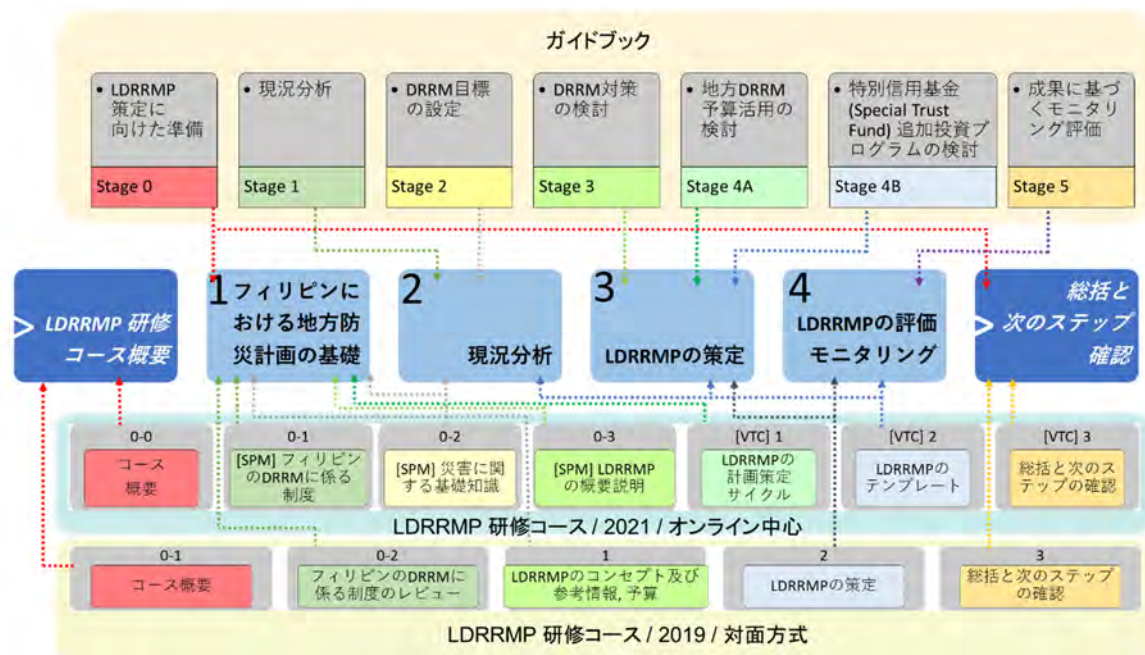 ガイドブック
• LDRRMP
策定に
向けた準備
Stage 0
• 現況分析
Stage 1
• DRRM目標
の設定
Stage 2
• DRRM対策
の検討
Stage 3
• 地方DRRM
予算活用の
検討
Stage 4A
• 特別信用基金
(Special Trust
Fund) 追加投資プ
ログラムの検討
Stage 4B
• 成果に基づ
くモニタリ
ング評価
Stage 5
> LDRRMP 研修
コース概要
1 フィリピンに
おける地方防
災計画の基礎
2
現況分析
3
LDRRMPの策定
4
LDRRMPの評価
モニタリング
総括と
> 次のステップ
確認
0-0
コース
概要
0-1
[SPM] フィリピン
のDRRMに係る
制度
0-2
[SPM] 災害に関
する基礎知識
0-3
[SPM] LDRRMP
の概要説明
[VTC] 1
LDRRMPの
計画策定
サイクル
[VTC] 2
LDRRMPの
テンプレート
[VTC] 3
総括と次のス
テップの確認
LDRRMP 研修コース / 2021 / オンライン中心
0-1
コース概要
0-2
フィリピンのDRRMに
係る制度のレビュー
1
LDRRMPのコンセプト及び
参考情報, 予算
2
LDRRMPの策定
3
総括と次のステップ
の確認
LDRRMP 研修コース / 2019 / 対面方式